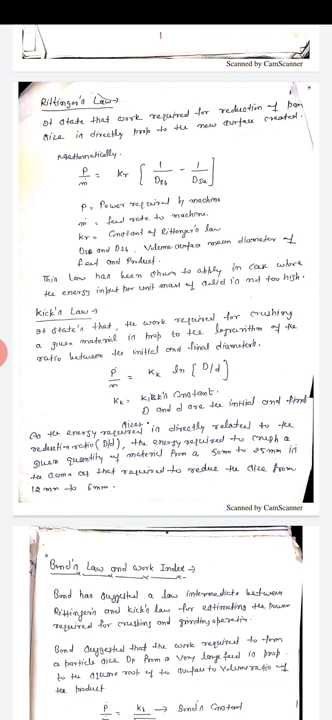 1
Scanned by CamScanner
Rittinger's Law→
It state that work required for reduction of
size is directly prop to the new surface created.
Mathematically.
P/ṁ = Kr [ 1/Dsb - 1/Dsa ]
P = Power required by machine
ṁ = feed rate to machine.
Kr = Constant of Rittenger's law
Dsa and Dsb. Volume surface mean diameter of
feed and Product.
This law has been shown to apply in case where
the energy input per unit mass of solid is not too high.
Kick's Law→
It state's that, the work required for crushing
a given material is prop to the logarithm of the
ratio between the initial and final diameters.
P/ṁ = Kk ln [D/d]
Kk = kikk's Constant.
D and d are the initial and final
sizes.
As the energy required is directly related to the
reduction ratio (D/d), the energy required to crush a
given quantity of material from a 50mm to 25mm is
the same as that required to reduce the size from
12mm to 6mm.
Scanned by CamScanner
Bond's Law and work Index→
Bond has suggested a law intermediate between
Rittinger's and kick's law for estimating the power
required for crushing and grinding operation.
Bond suggested that the work required to form
a particle size Dp from a very large feed is prop
to the square root of the surface to Volume ratio of
the product.
P = kb → Bond's Constant